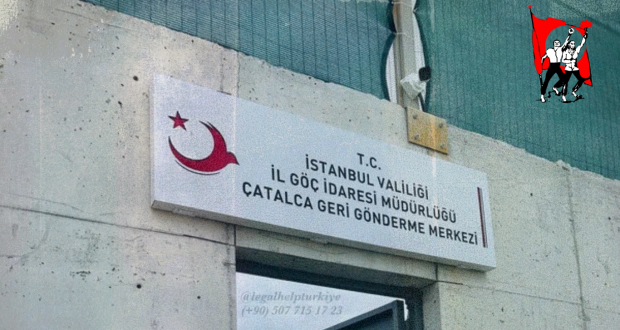 T.C.
İSTANBUL VALİLİĞİ
İL GÖÇ İDARESİ MÜDÜRLÜĞÜ
ÇATALCA GERİ GÖNDERME MERKEZİ
@legalhelpturkiye
(+90) 507 715 17 23